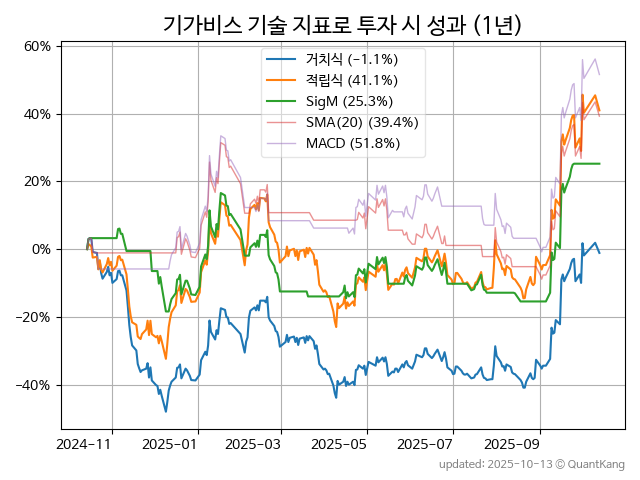 기가비스 기술 지표로 투자 시 성과 (1년)
60%
40%
20%
0%
−20%
−40%
거치식 (-1.1%)
적립식 (41.1%)
SigM (25.3%)
SMA(20) (39.4%)
MACD (51.8%)
2024-11
2025-01
2025-03
2025-05
2025-07
2025-09
updated: 2025-10-13 © QuantKang